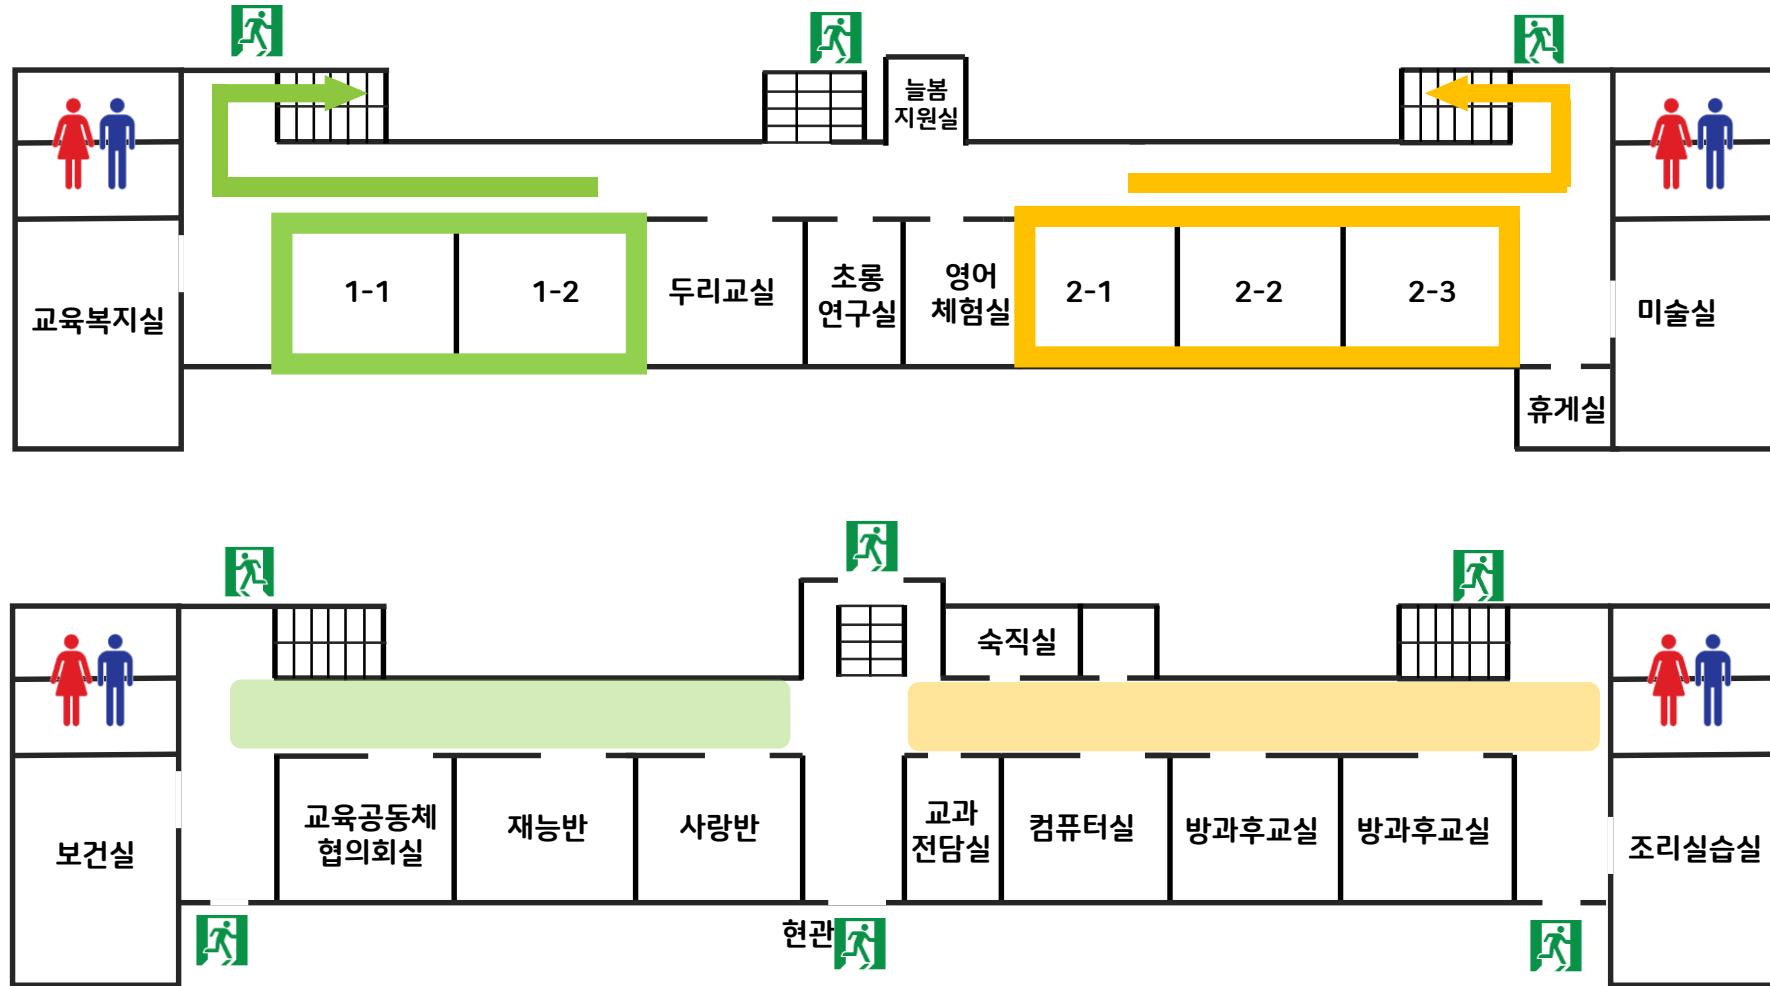 늘봄
지원실
교육복지실
1-1
1-2
두리교실
초롱
연구실
영어
체험실
2-1
2-2
2-3
미술실
휴게실
숙직실
보건실
교육공동체
협의회실
재능반
사랑반
교과
전담실
컴퓨터실
방과후교실
방과후교실
조리실습실
현관